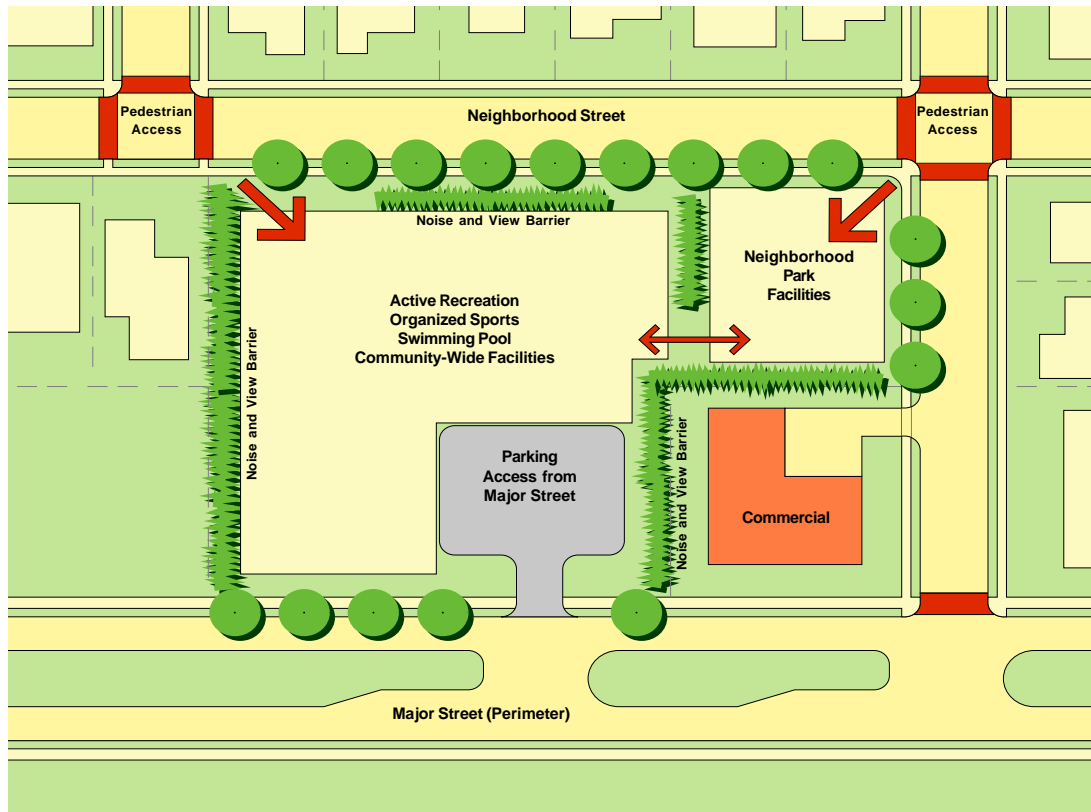 Pedestrian
Access
Neighborhood Street
Pedestrian
Access
Noise and View Barrier
Neighborhood
Park
Facilities
Active Recreation
Organized Sports
Swimming Pool
Community-Wide Facilities
Noise and View Barrier
Parking
Access from
Major Street
Noise and View Barrier
Commercial
Major Street (Perimeter)